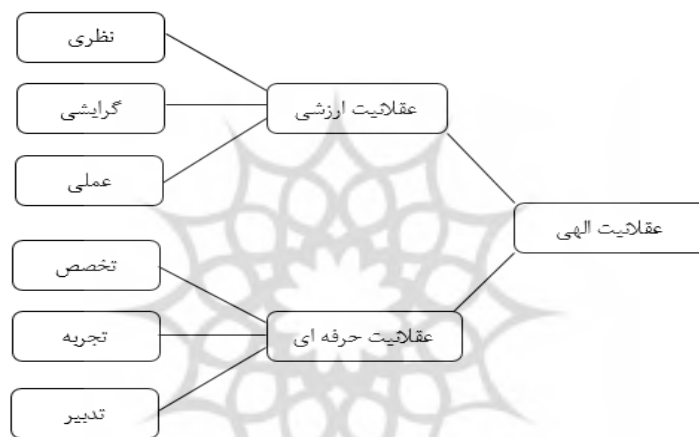 نظری
گرایشی
عقلانیت ارزشی
عملی
عقلانیت الهی
تخصص
تجربه
عقلانیت حرفه ای
تدبیر